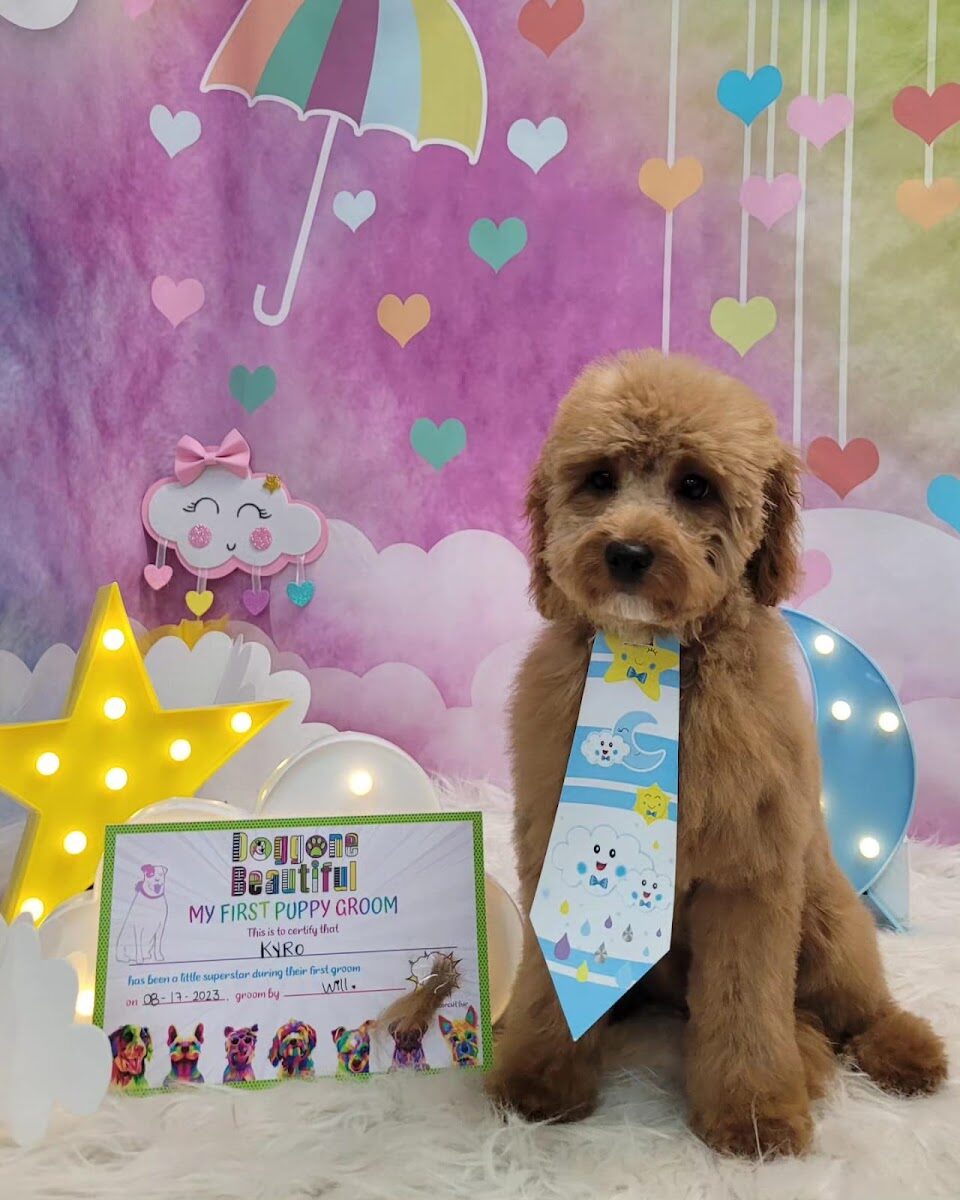 Doggone
Beautiful
MY FIRST PUPPY GROOM
This is to certify that
KYRO
has been a little superstar during their first groom
on 08-17-2023 groom by Will.